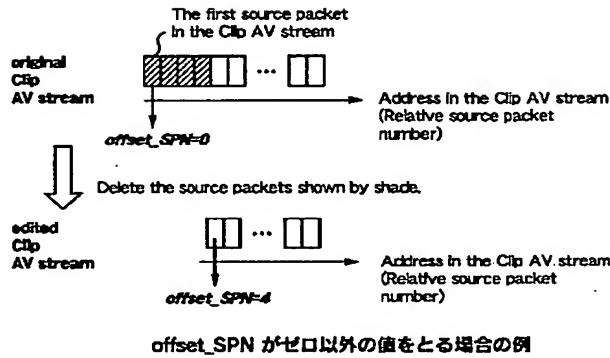 The first source packet
in the Clip AV stream
original
Clip
AV stream
...
Address in the Clip AV stream
(Relative source packet
number)
offset_SPN=0
Delete the source packets shown by shade.
edited
Clip
AV stream
...
Address in the Clip AV stream
(Relative source packet
number)
offset_SPN=4
offset_SPN がゼロ以外の値をとる場合の例